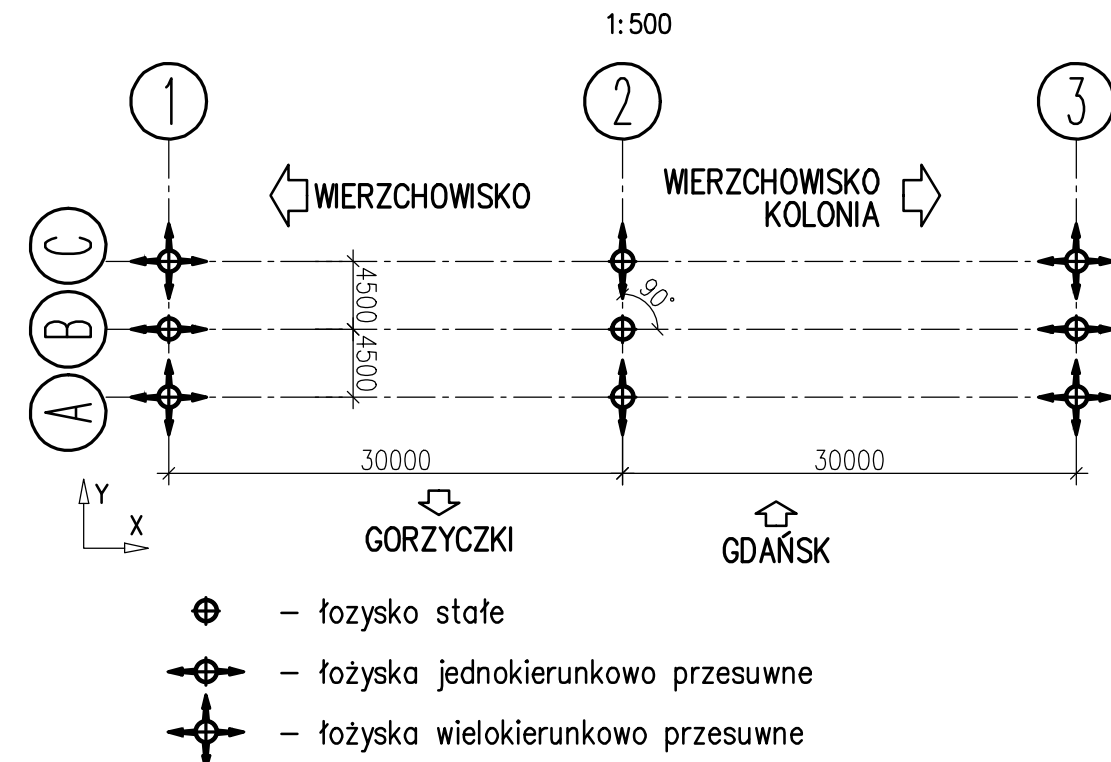 1:500
1
2
3
WIERZCHOWISKO
WIERZCHOWISKO
KOLONIA
C
B
A
4500
4500
90°
30000
30000
Y
X
GORZYCZKI
GDAŃSK
– łozysko stałe
– łożyska jednokierunkowo przesuwne
– łożyska wielokierunkowo przesuwne